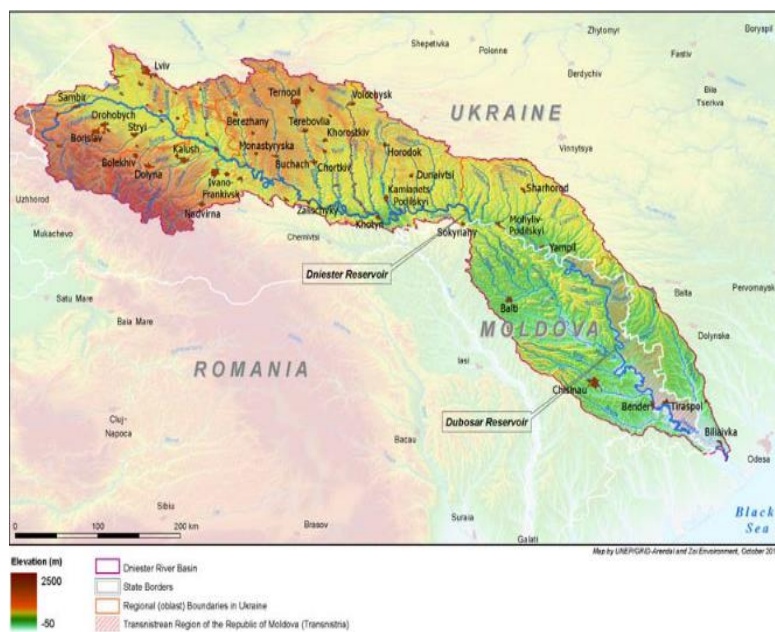 Zhytomyr
Boryspil
Shepetivka
Polonne
Fastiv
Lviv
Berdychiv
Bila
Tserkva
Sambir
Ternopil
Volochysk
UKRAINE
Drohobych
Stryi
Berezhany
Terebovlia
Khorostkiv
Boryslav
Monastyryska
Vinnytsya
Bolekhiv
Kalush
Buchach
Chortkiv
Horodok
Dolyna
Dunaivtsi
Ivano-
Frankivsk
Kamianets
Podilskyi
Sharhorod
Uzhhorod
Nadvirna
Zalischyky
Mukachevo
Chernivtsi
Khotyn
Sokyriany
Mohyliv-
Podilskyi
Yampil
Dniester Reservoir
Balta
Pervomaysk
Satu Mare
Balti
Baia Mare
MOLDOVA
Dolynske
ROMANIA
Iasi
Chisinau
Cluj-
Napoca
Bender
Tiraspol
Dubosar Reservoir
Bacau
Biliaivka
Odesa
Sibiu
Black
Sea
0 100 200 km
Brasov
Suraia
Galati
Map by UNEP/GRID-Arendal and Zoi Environment, October 201
Elevation (m)
2500
-50
Dniester River Basin
State Borders
Regional (oblast) Boundaries in Ukraine
Transnistrean Region of the Republic of Moldova (Transnistria)